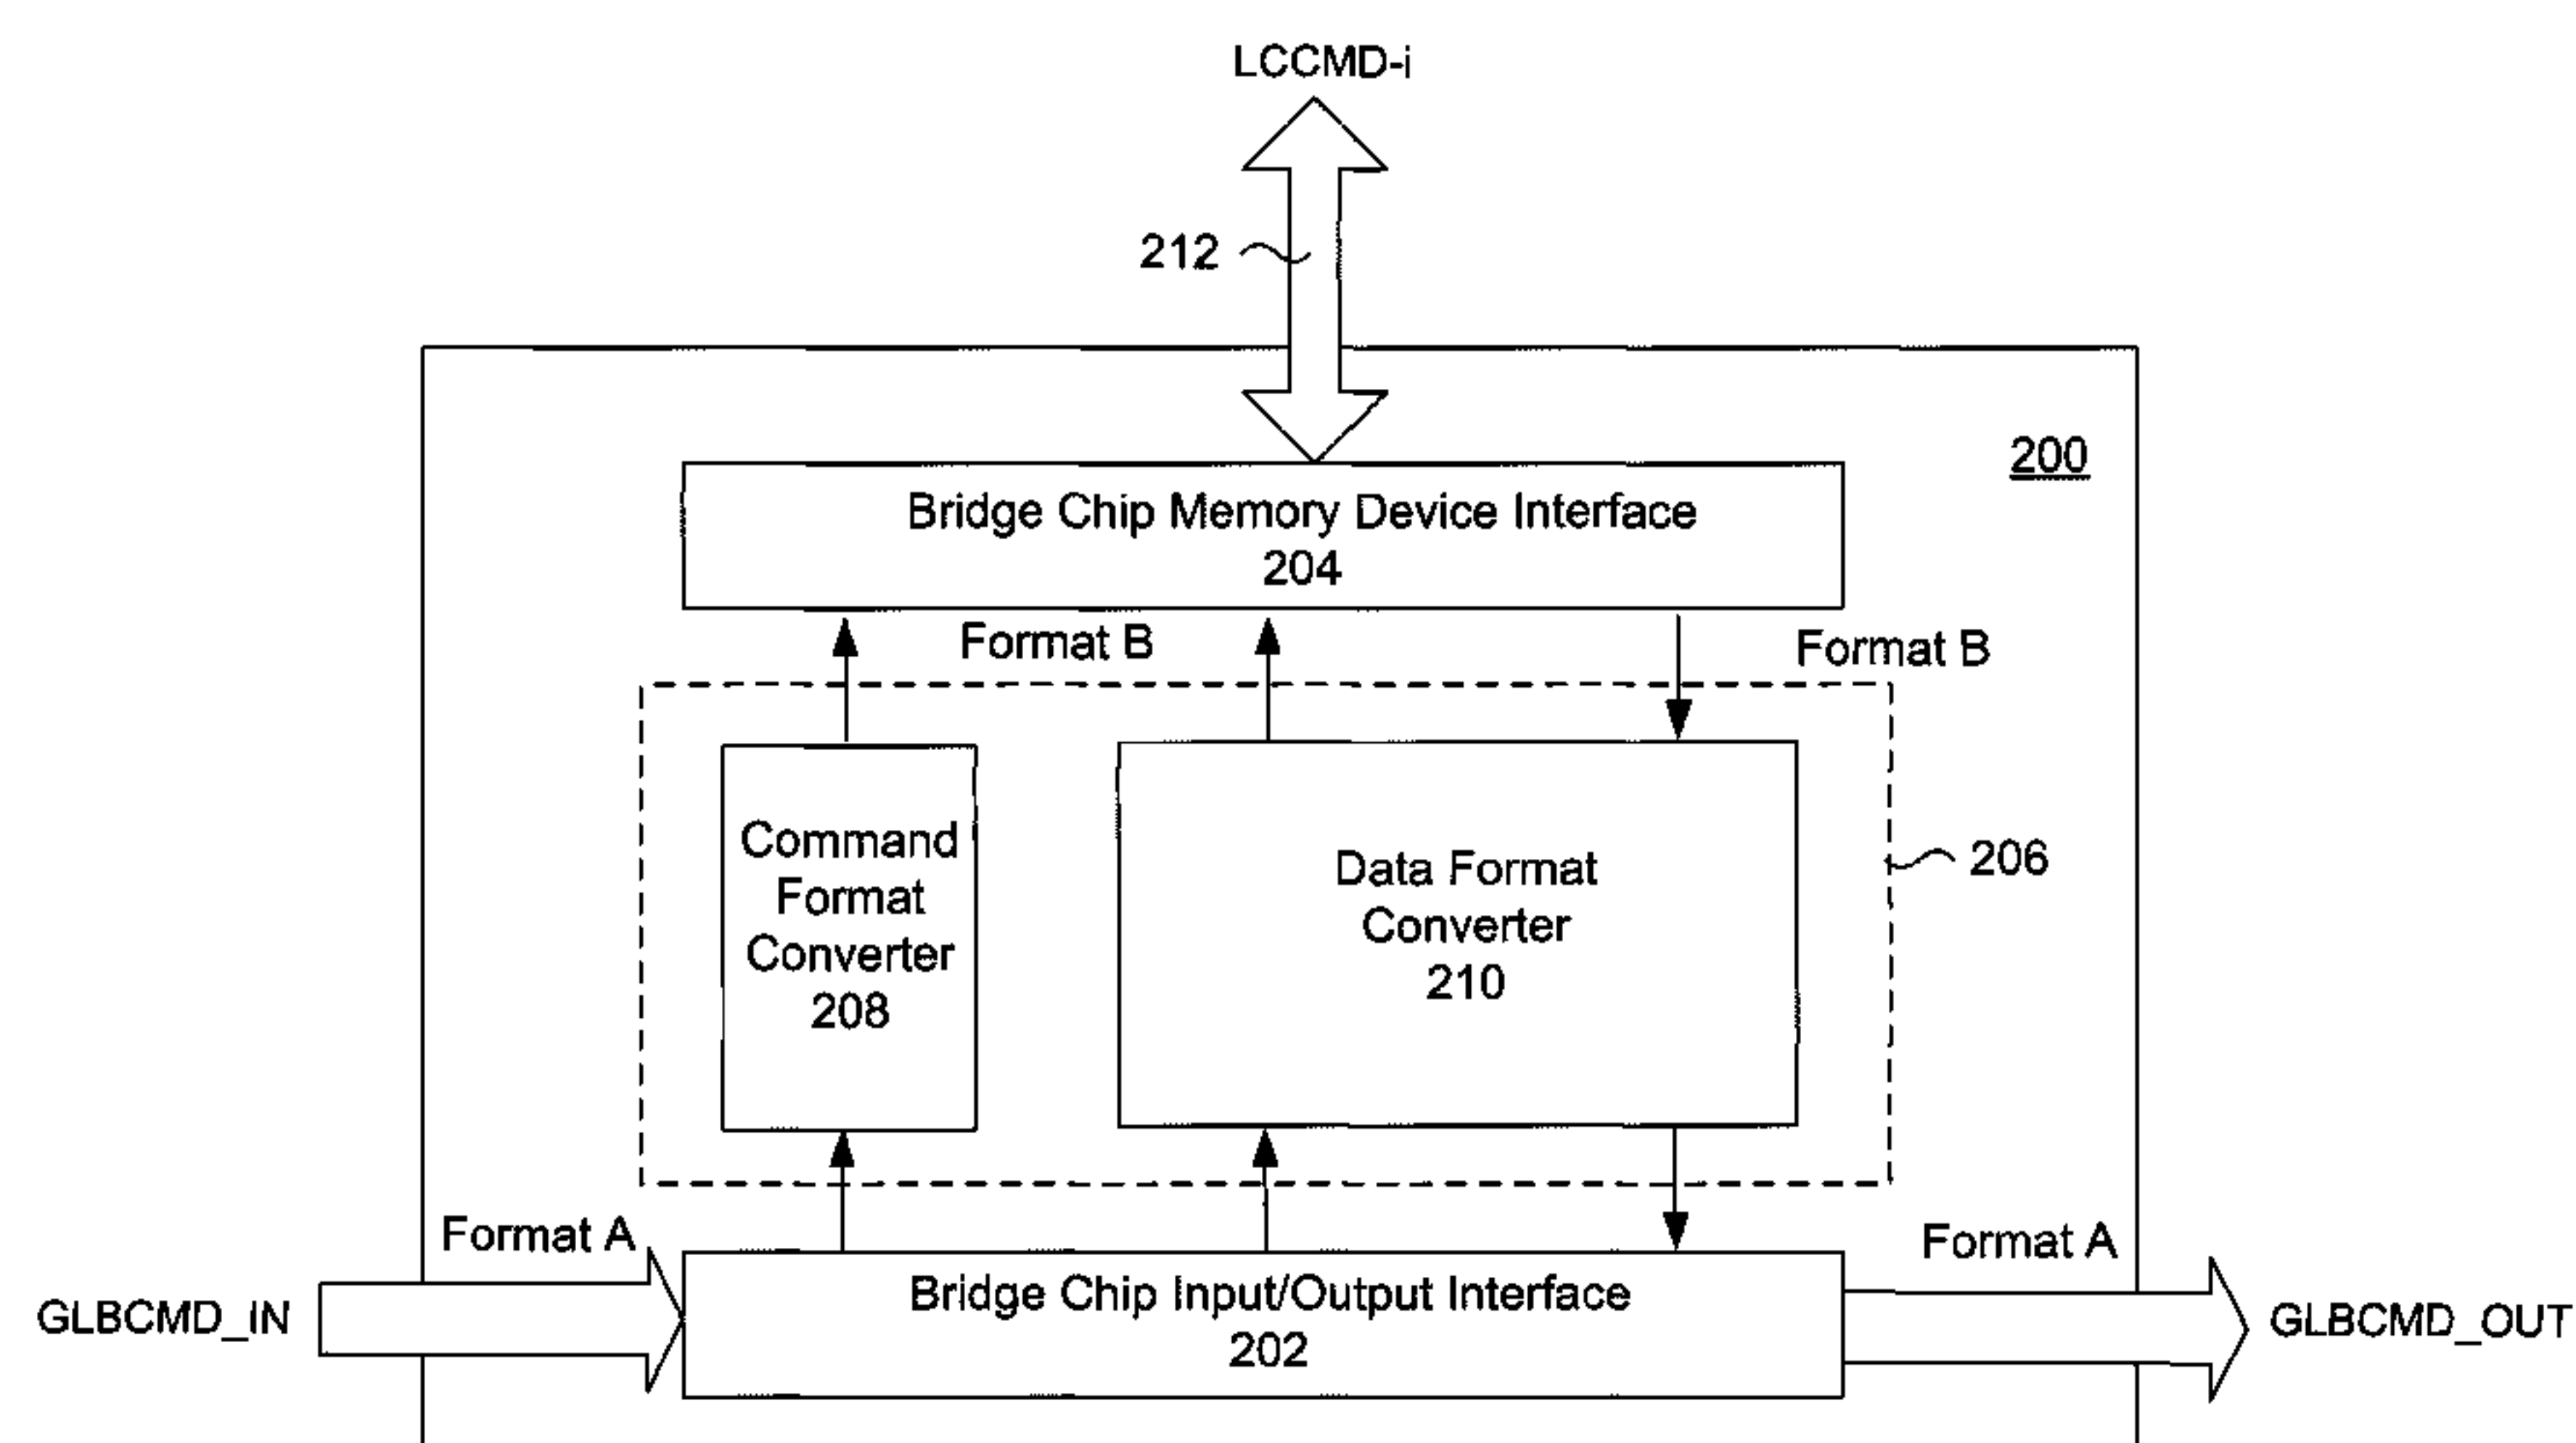 LCCMD-i
212
200
Bridge Chip Memory Device Interface
204
Format B
Format B
Command
Format
Converter
208
Data Format
Converter
210
206
Format A
Format A
GLBCMD_IN
Bridge Chip Input/Output Interface
202
GLBCMD_OUT